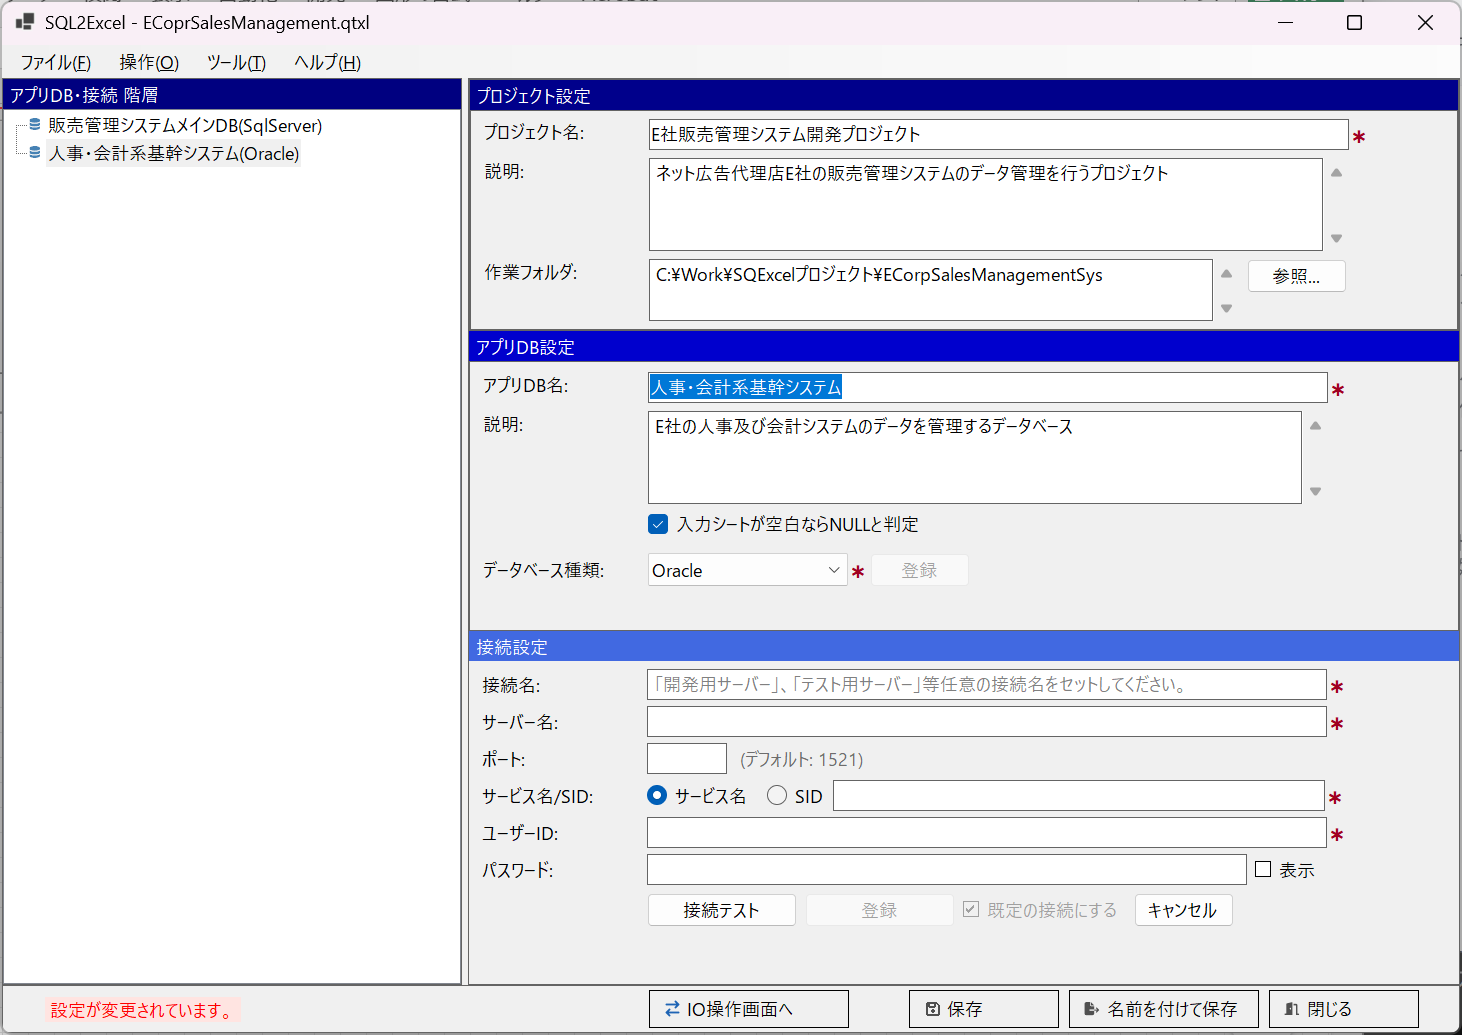 SQL2Excel - ECoprSalesManagement.qtxl
ファイル(F) 操作(O) ツール(T) ヘルプ(H)
アプリDB・接続 階層
販売管理システムメインDB(SqlServer)
人事・会計系基幹システム(Oracle)
プロジェクト設定
プロジェクト名: E社販売管理システム開発プロジェクト *
説明: ネット広告代理店E社の販売管理システムのデータ管理を行うプロジェクト
作業フォルダ: C:¥Work¥SQExcelプロジェクト¥ECorpSalesManagementSys 参照...
アプリDB設定
アプリDB名: 人事・会計系基幹システム *
説明: E社の人事及び会計システムのデータを管理するデータベース
入力シートが空白ならNULLと判定
データベース種類: Oracle * 登録
接続設定
接続名: 「開発用サーバー」、「テスト用サーバー」等任意の接続名をセットしてください。 *
サーバー名: *
ポート: (デフォルト: 1521)
サービス名/SID: サービス名 SID *
ユーザーID: *
パスワード: 表示
接続テスト 登録 既定の接続にする キャンセル
設定が変更されています。 IO操作画面へ 保存 名前を付けて保存 閉じる